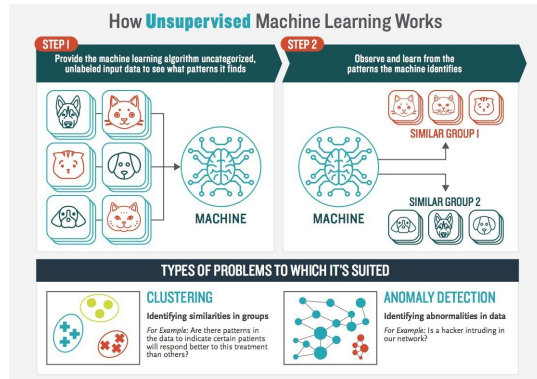 How Unsupervised Machine Learning Works
STEP I
Provide the machine learning algorithm uncategorized,
unlabeled input data to see what patterns it finds
MACHINE
STEP 2
Observe and learn from the
patterns the machine identifies
MACHINE
SIMILAR GROUP I
SIMILAR GROUP 2
TYPES OF PROBLEMS TO WHICH IT'S SUITED
CLUSTERING
Identifying similarities in groups
For Example: Are there patterns in
the data to indicate certain patients
will respond better to this treatment
than others?
ANOMALY DETECTION
Identifying abnormalities in data
For Example: Is a hacker intruding in
our network?